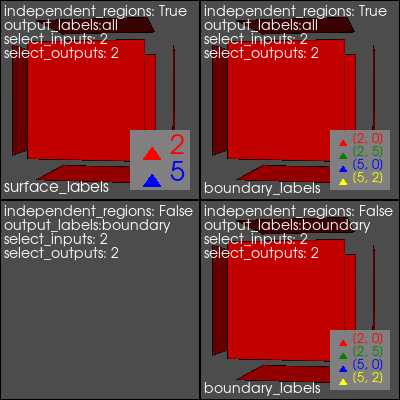 independent_regions: True
output_labels:all
select_inputs: 2
select_outputs: 2
2
5
surface_labels
independent_regions: True
output_labels:all
select_inputs: 2
select_outputs: 2
(2, 0)
(2, 5)
(5, 0)
(5, 2)
boundary_labels
independent_regions: False
output_labels:boundary
select_inputs: 2
select_outputs: 2
independent_regions: False
output_labels:boundary
select_inputs: 2
select_outputs: 2
(2, 0)
(2, 5)
(5, 0)
(5, 2)
boundary_labels